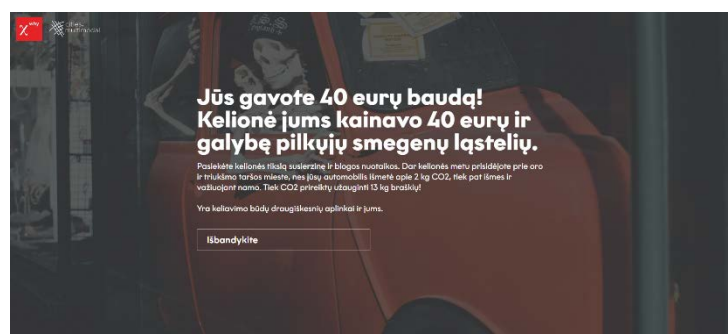 χ way
Jūs gavote 40 eurų baudą!
Kelionė jums kainavo 40 eurų ir
galybę pilkųjų smegenų ląstelių.
Pasiekėte kelionės tikslą susierzinę ir blogos nuotaikos. Dar kelionės metu prisidėjote prie oro
ir triukšmo taršos mieste, nes jūsų automobilis išmetė apie 2 kg CO2, tiek pat išmes ir
važiuojant namo. Tiek CO2 prireiktų užauginti 13 kg braškių!
Yra keliavimo būdų draugiškesnių aplinkai ir jums.
Išbandykite